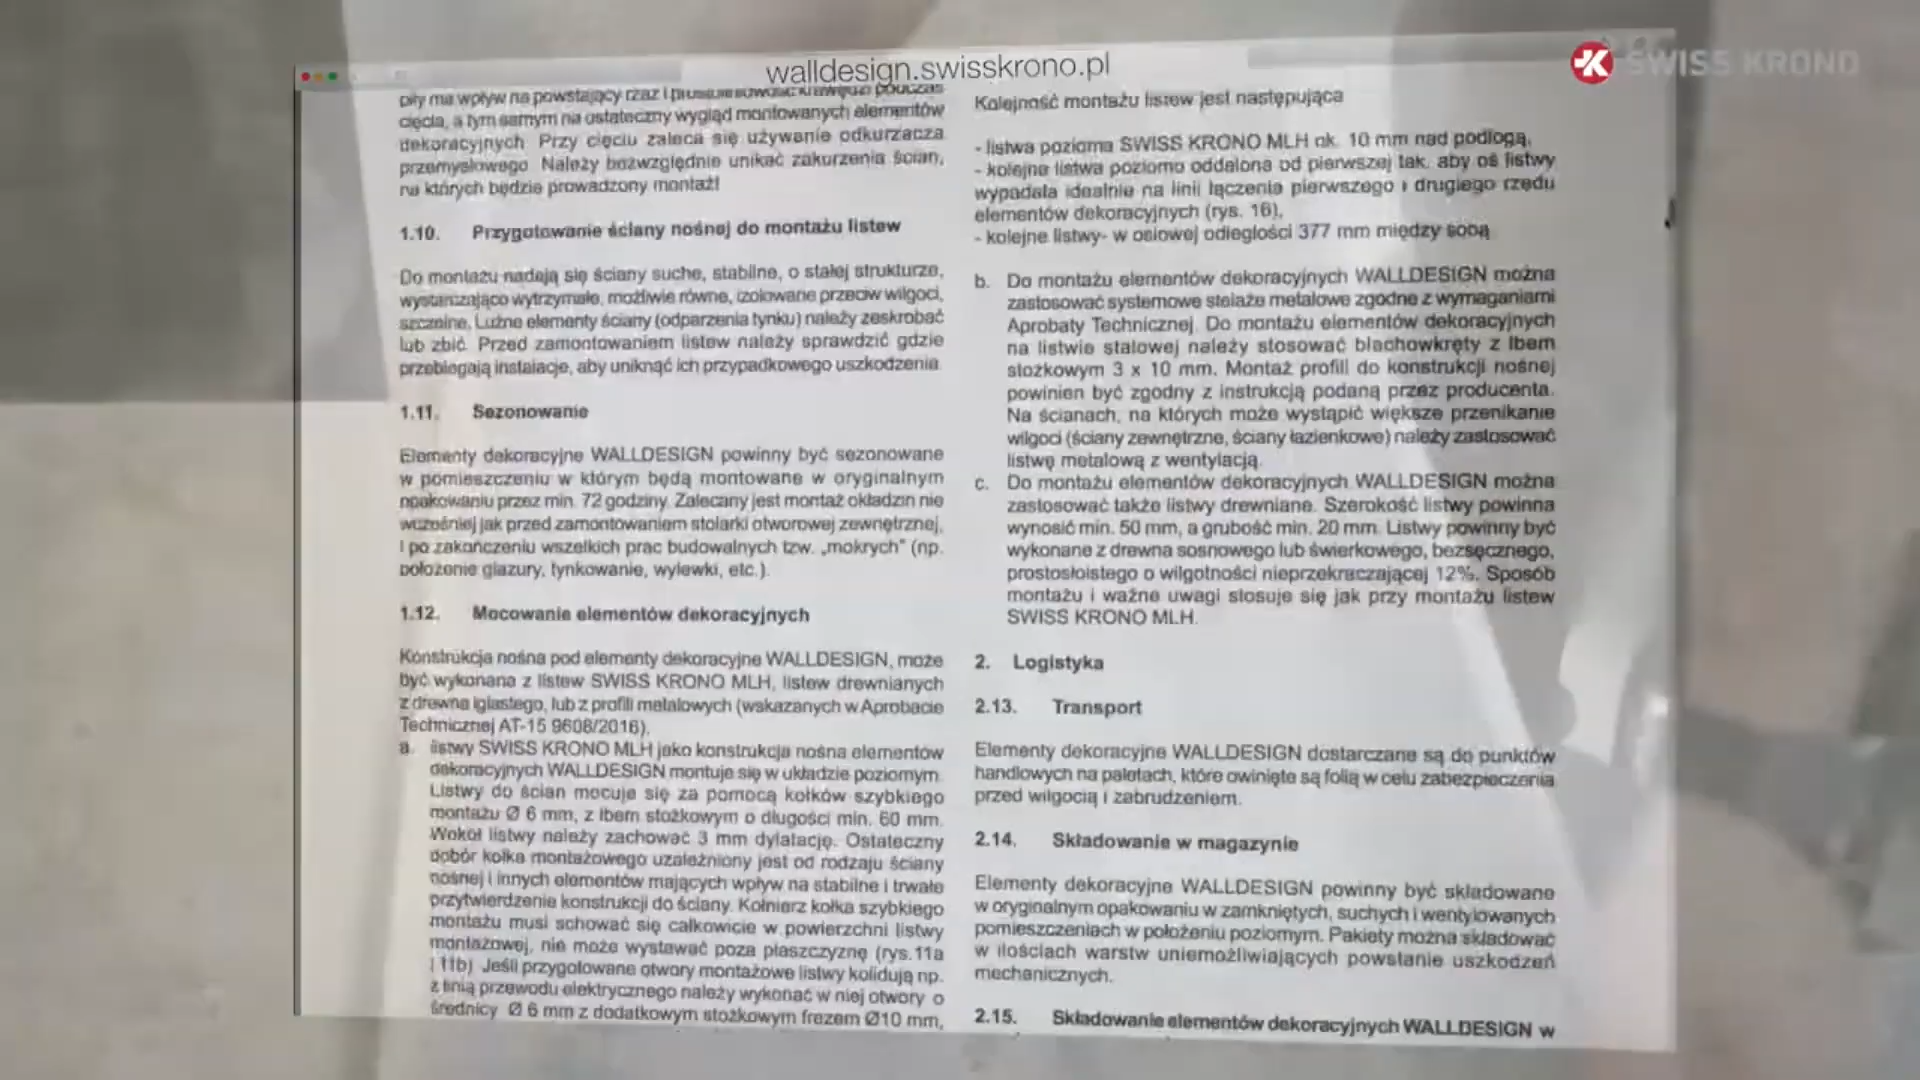 walldesign.swisskrono.pl
SWISS KRONO
piły ma wpływ na powstający rzaz i prostoliniowość krawędzi podczas
cięcia, a tym samym na ostateczny wygląd montowanych elementów
dekoracyjnych. Przy cięciu zaleca się używanie odkurzacza
przemysłowego. Należy bezwzględnie unikać zakurzenia ścian,
na których będzie prowadzony montaż!
1.10. Przygotowanie ściany nośnej do montażu listew
Do montażu nadają się ściany suche, stabilne, o stałej strukturze,
wystarczająco wytrzymałe, możliwie równe, izolowane przeciw wilgoci,
szczelne. Luźne elementy ściany (odparzenia tynku) należy zeskrobać
lub zbić. Przed zamontowaniem listew należy sprawdzić gdzie
przebiegają instalacje, aby uniknąć ich przypadkowego uszkodzenia.
1.11. Sezonowanie
Elementy dekoracyjne WALLDESIGN powinny być sezonowane
w pomieszczeniu w którym będą montowane w oryginalnym
opakowaniu przez min. 72 godziny. Zalecany jest montaż okładzin nie
wcześniej jak przed zamontowaniem stolarki otworowej zewnętrznej,
i po zakończeniu wszelkich prac budowalnych tzw. „mokrych” (np.
położenie glazury, tynkowanie, wylewki, etc.).
1.12. Mocowanie elementów dekoracyjnych
Konstrukcja nośna pod elementy dekoracyjne WALLDESIGN, może
być wykonana z listew SWISS KRONO MLH, listew drewnianych
z drewna iglastego, lub z profili metalowych (wskazanych w Aprobacie
Technicznej AT-15 9608/2016).
a. listwy SWISS KRONO MLH jako konstrukcja nośna elementów
dekoracyjnych WALLDESIGN montuje się w układzie poziomym.
Listwy do ścian mocuje się za pomocą kołków szybkiego
montażu Ø 6 mm, z łbem stożkowym o długości min. 60 mm.
Wokół listwy należy zachować 3 mm dylatację. Ostateczny
dobór kołka montażowego uzależniony jest od rodzaju ściany
nośnej i innych elementów mających wpływ na stabilne i trwałe
przytwierdzenie konstrukcji do ściany. Kołnierz kołka szybkiego
montażu musi schować się całkowicie w powierzchni listwy
montażowej, nie może wystawać poza płaszczyznę (rys.11a
i 11b) Jeśli przygotowane otwory montażowe listwy kolidują np.
z linią przewodu elektrycznego należy wykonać w niej otwory o
średnicy Ø 6 mm z dodatkowym stożkowym frezem Ø10 mm,
Kolejność montażu listew jest następująca
- listwa pozioma SWISS KRONO MLH ok. 10 mm nad podłogą,
- kolejna listwa poziomo oddalona od pierwszej tak, aby oś listwy
wypadała idealnie na linii łączenia pierwszego i drugiego rzędu
elementów dekoracyjnych (rys. 16),
- kolejne listwy- w osiowej odległości 377 mm między sobą
b. Do montażu elementów dekoracyjnych WALLDESIGN można
zastosować systemowe stelaże metalowe zgodne z wymaganiami
Aprobaty Technicznej. Do montażu elementów dekoracyjnych
na listwie stalowej należy stosować blachowkręty z łbem
stożkowym 3 x 10 mm. Montaż profili do konstrukcji nośnej
powinien być zgodny z instrukcją podaną przez producenta.
Na ścianach, na których może wystąpić większe przenikanie
wilgoci (ściany zewnętrzne, ściany łazienkowe) należy zastosować
listwę metalową z wentylacją.
c. Do montażu elementów dekoracyjnych WALLDESIGN można
zastosować także listwy drewniane. Szerokość listwy powinna
wynosić min. 50 mm, a grubość min. 20 mm. Listwy powinny być
wykonane z drewna sosnowego lub świerkowego, bezsęcznego,
prostosłoistego o wilgotności nieprzekraczającej 12%. Sposób
montażu i ważne uwagi stosuje się jak przy montażu listew
SWISS KRONO MLH.
2. Logistyka
2.13. Transport
Elementy dekoracyjne WALLDESIGN dostarczane są do punktów
handlowych na paletach, które owinięte są folią w celu zabezpieczenia
przed wilgocią i zabrudzeniem.
2.14. Składowanie w magazynie
Elementy dekoracyjne WALLDESIGN powinny być składowane
w oryginalnym opakowaniu w zamkniętych, suchych i wentylowanych
pomieszczeniach w położeniu poziomym. Pakiety można składować
w ilościach warstw uniemożliwiających powstanie uszkodzeń
mechanicznych.
2.15. Składowanie elementów dekoracyjnych WALLDESIGN w